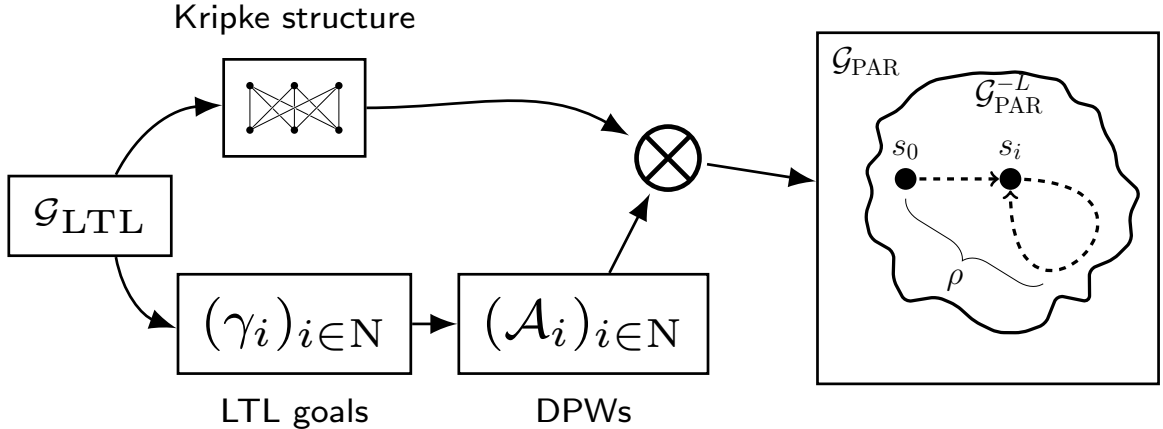 Kripke structure
𝒢_PAR
𝒢_PAR^{-L}
s_0
s_i
𝒢_LTL
ρ
(γ_i)_{i∈N}
(𝒜_i)_{i∈N}
LTL goals
DPWs